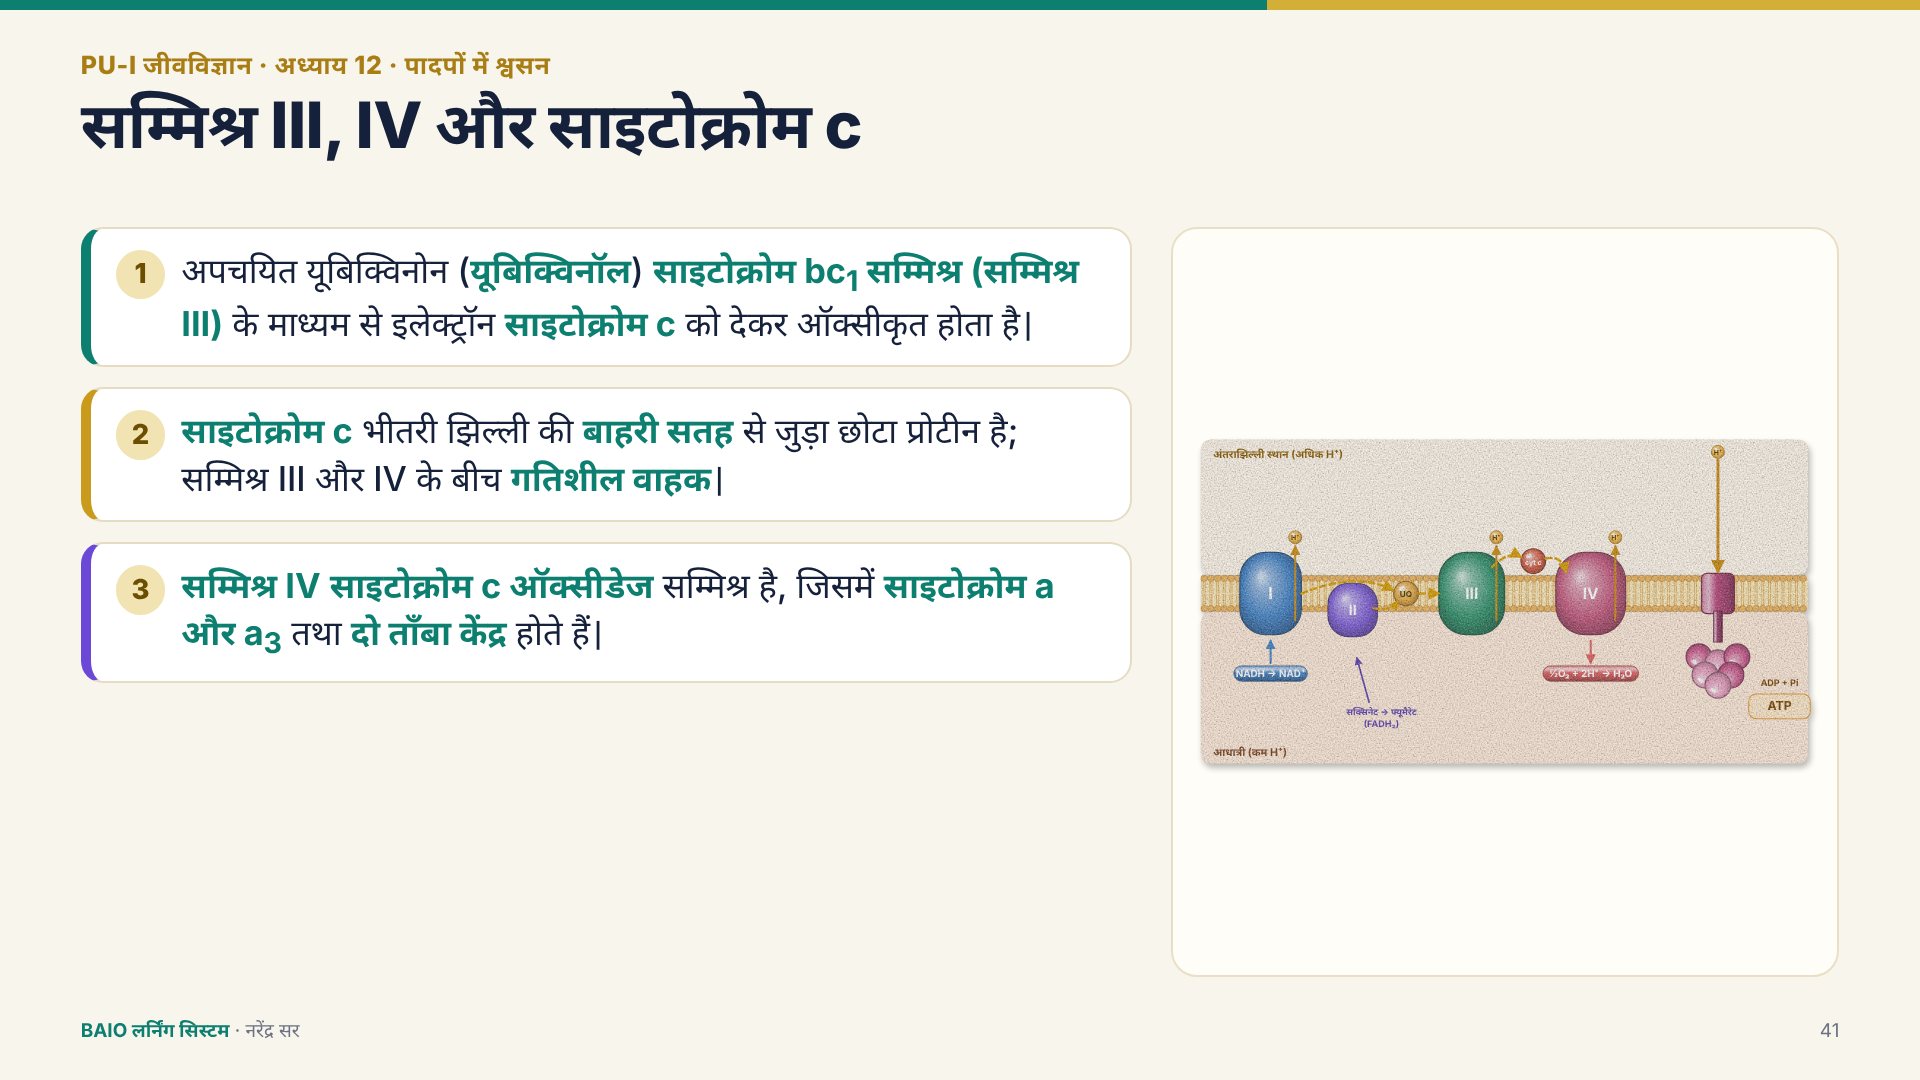 PU-I जीवविज्ञान · अध्याय 12 · पादपों में श्वसन
सम्मिश्र III, IV और साइटोक्रोम c
1 अपचयित यूबिक्विनोन (यूबिक्विनॉल) साइटोक्रोम bc₁ सम्मिश्र (सम्मिश्र
III) के माध्यम से इलेक्ट्रॉन साइटोक्रोम c को देकर ऑक्सीकृत होता है|
2 साइटोक्रोम c भीतरी झिल्ली की बाहरी सतह से जुड़ा छोटा प्रोटीन है;
सम्मिश्र III और IV के बीच गतिशील वाहक|
3 सम्मिश्र IV साइटोक्रोम c ऑक्सीडेज सम्मिश्र है, जिसमें साइटोक्रोम a
और a₃ तथा दो ताँबा केंद्र होते हैं|
अंतराझिल्ली स्थान (अधिक H⁺)
H⁺
H⁺ H⁺ H⁺
cyt c
I II UQ III IV
NADH → NAD⁺ ½O₂ + 2H⁺ → H₂O
ADP + Pi
ATP
सक्सिनेट → फ्यूमैरेट
(FADH₂)
आधात्री (कम H⁺)
BAIO लर्निंग सिस्टम · नरेंद्र सर
41